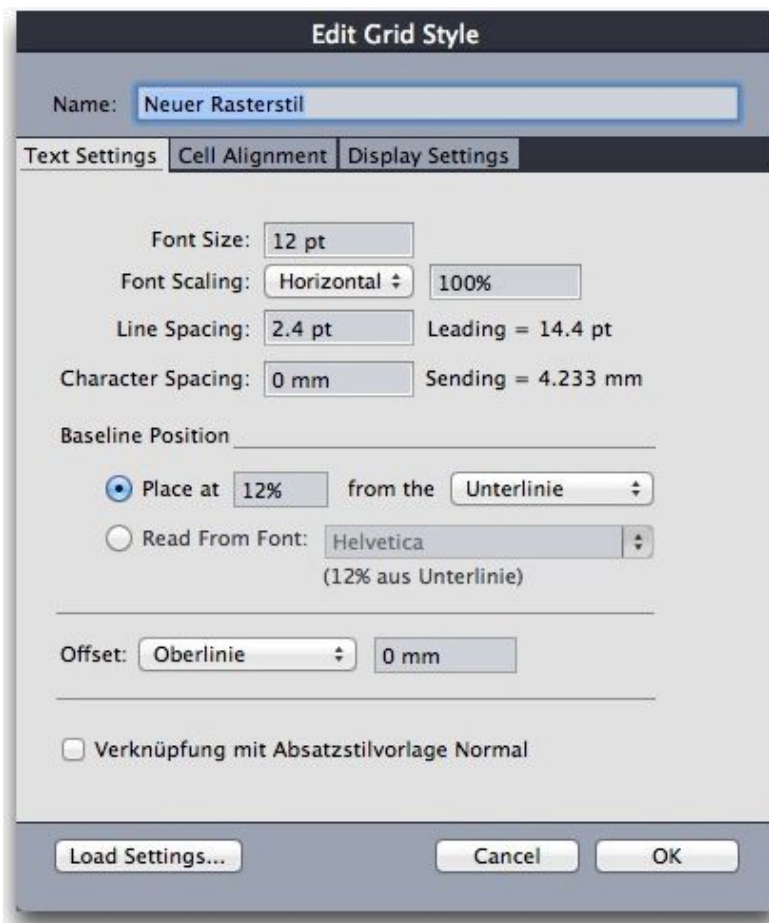 Edit Grid Style
Name: Neuer Rasterstil
Text Settings Cell Alignment Display Settings
Font Size: 12 pt
Font Scaling: Horizontal 100%
Line Spacing: 2.4 pt Leading = 14.4 pt
Character Spacing: 0 mm Sending = 4.233 mm
Baseline Position
Place at 12% from the Unterlinie
Read From Font: Helvetica
(12% aus Unterlinie)
Offset: Oberlinie 0 mm
Verknüpfung mit Absatzstilvorlage Normal
Load Settings... Cancel OK